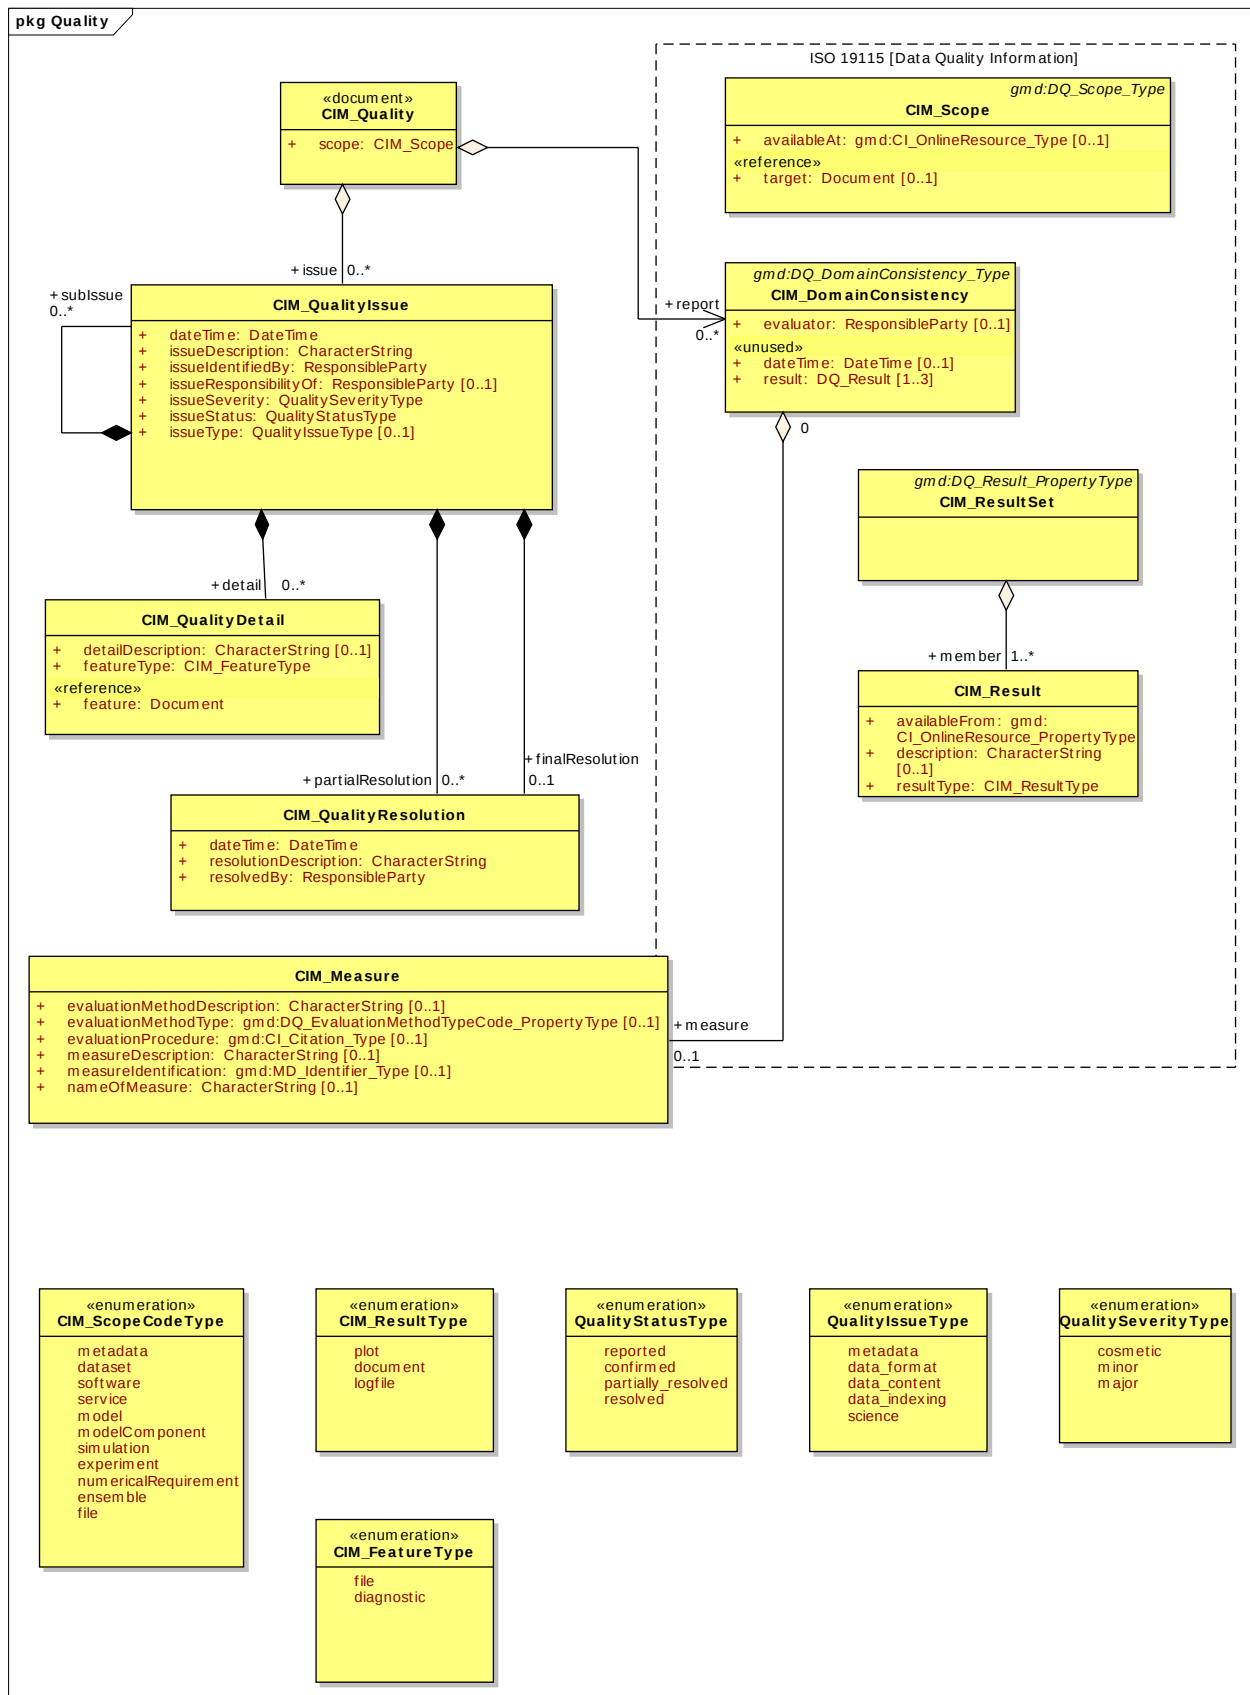 pkg Quality
ISO 19115 [Data Quality Information]
«document»
CIM_Quality
+ scope: CIM_Scope
gmd:DQ_Scope_Type
CIM_Scope
+ availableAt: gmd:CI_OnlineResource_Type [0..1]
«reference»
+ target: Document [0..1]
+ issue 0..*
+ subIssue
0..*
CIM_QualityIssue
+ dateTime: DateTime
+ issueDescription: CharacterString
+ issueIdentifiedBy: ResponsibleParty
+ issueResponsibilityOf: ResponsibleParty [0..1]
+ issueSeverity: QualitySeverityType
+ issueStatus: QualityStatusType
+ issueType: QualityIssueType [0..1]
+ report
0..*
gmd:DQ_DomainConsistency_Type
CIM_DomainConsistency
+ evaluator: ResponsibleParty [0..1]
«unused»
+ dateTime: DateTime [0..1]
+ result: DQ_Result [1..3]
0
gmd:DQ_Result_PropertyType
CIM_ResultSet
+ member 1..*
CIM_Result
+ availableFrom: gmd:
CI_OnlineResource_PropertyType
+ description: CharacterString
[0..1]
+ resultType: CIM_ResultType
+ detail 0..*
CIM_QualityDetail
+ detailDescription: CharacterString [0..1]
+ featureType: CIM_FeatureType
«reference»
+ feature: Document
+ finalResolution
+ partialResolution 0..* 0..1
CIM_QualityResolution
+ dateTime: DateTime
+ resolutionDescription: CharacterString
+ resolvedBy: ResponsibleParty
CIM_Measure
+ evaluationMethodDescription: CharacterString [0..1]
+ evaluationMethodType: gmd:DQ_EvaluationMethodTypeCode_PropertyType [0..1]
+ evaluationProcedure: gmd:CI_Citation_Type [0..1]
+ measureDescription: CharacterString [0..1]
+ measureIdentification: gmd:MD_Identifier_Type [0..1]
+ nameOfMeasure: CharacterString [0..1]
+ measure
0..1
«enumeration»
CIM_ScopeCodeType
metadata
dataset
software
service
model
modelComponent
simulation
experiment
numericalRequirement
ensemble
file
«enumeration»
CIM_ResultType
plot
document
logfile
«enumeration»
QualityStatusType
reported
confirmed
partially_resolved
resolved
«enumeration»
QualityIssueType
metadata
data_format
data_content
data_indexing
science
«enumeration»
QualitySeverityType
cosmetic
minor
major
«enumeration»
CIM_FeatureType
file
diagnostic